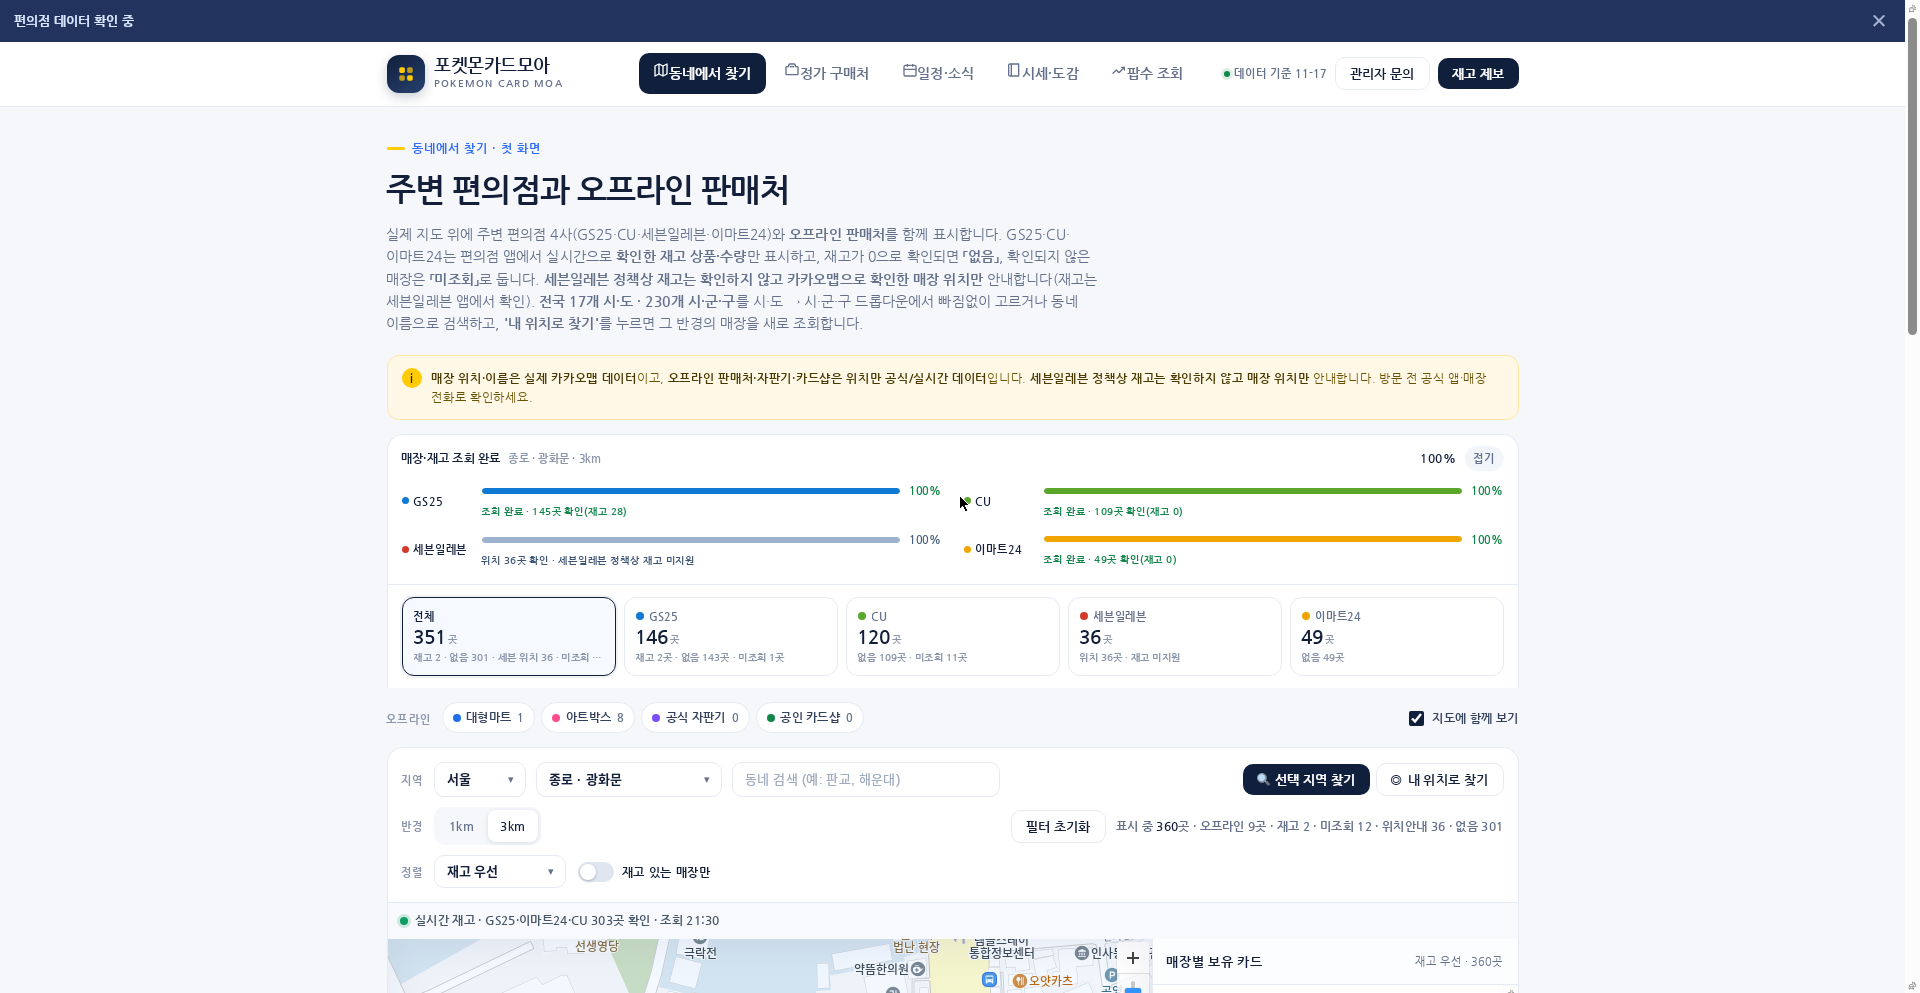 편의점 데이터 확인 중
포켓몬카드모아
POKEMON CARD MOA
동네에서 찾기
정가 구매처
일정·소식
시세·도감
팝수 조회
데이터 기준 11-17
관리자 문의
재고 제보
동네에서 찾기 · 첫 화면
주변 편의점과 오프라인 판매처
실제 지도 위에 주변 편의점 4사(GS25·CU·세븐일레븐·이마트24)와 오프라인 판매처를 함께 표시합니다. GS25·CU·
이마트24는 편의점 앱에서 실시간으로 확인한 재고 상품·수량만 표시하고, 재고가 0으로 확인되면 「없음」, 확인되지 않은
매장은 「미조회」로 둡니다. 세븐일레븐 정책상 재고는 확인하지 않고 카카오맵으로 확인한 매장 위치만 안내합니다(재고는
세븐일레븐 앱에서 확인). 전국 17개 시·도 · 230개 시·군·구를 시·도 → 시·군·구 드롭다운에서 빠짐없이 고르거나 동네
이름으로 검색하고, '내 위치로 찾기'를 누르면 그 반경의 매장을 새로 조회합니다.
매장 위치·이름은 실제 카카오맵 데이터이고, 오프라인 판매처·자판기·카드샵은 위치만 공식/실시간 데이터입니다. 세븐일레븐 정책상 재고는 확인하지 않고 매장 위치만 안내합니다. 방문 전 공식 앱·매장
전화로 확인하세요.
매장·재고 조회 완료 종로 · 광화문 · 3km
100% 접기
GS25 100%
조회 완료 · 145곳 확인(재고 28)
CU 100%
조회 완료 · 109곳 확인(재고 0)
세븐일레븐 100%
위치 36곳 확인 · 세븐일레븐 정책상 재고 미지원
이마트24 100%
조회 완료 · 49곳 확인(재고 0)
전체
351곳
재고 2 · 없음 301 · 세븐 위치 36 · 미조회 ...
GS25
146곳
재고 2곳 · 없음 143곳 · 미조회 1곳
CU
120곳
없음 109곳 · 미조회 11곳
세븐일레븐
36곳
위치 36곳 · 재고 미지원
이마트24
49곳
없음 49곳
오프라인 대형마트 1 아트박스 8 공식 자판기 0 공인 카드샵 0
지도에 함께 보기
지역 서울 종로 · 광화문 동네 검색 (예: 판교, 해운대)
선택 지역 찾기
◎ 내 위치로 찾기
반경 1km 3km
필터 초기화
표시 중 360곳 · 오프라인 9곳 · 재고 2 · 미조회 12 · 위치안내 36 · 없음 301
정렬 재고 우선 재고 있는 매장만
실시간 재고 · GS25·이마트24·CU 303곳 확인 · 조회 21:30
선생영당
극락전
법난 현장
통합정보센터
약뜸한의원
오얏카츠
매장별 보유 카드
재고 우선 · 360곳